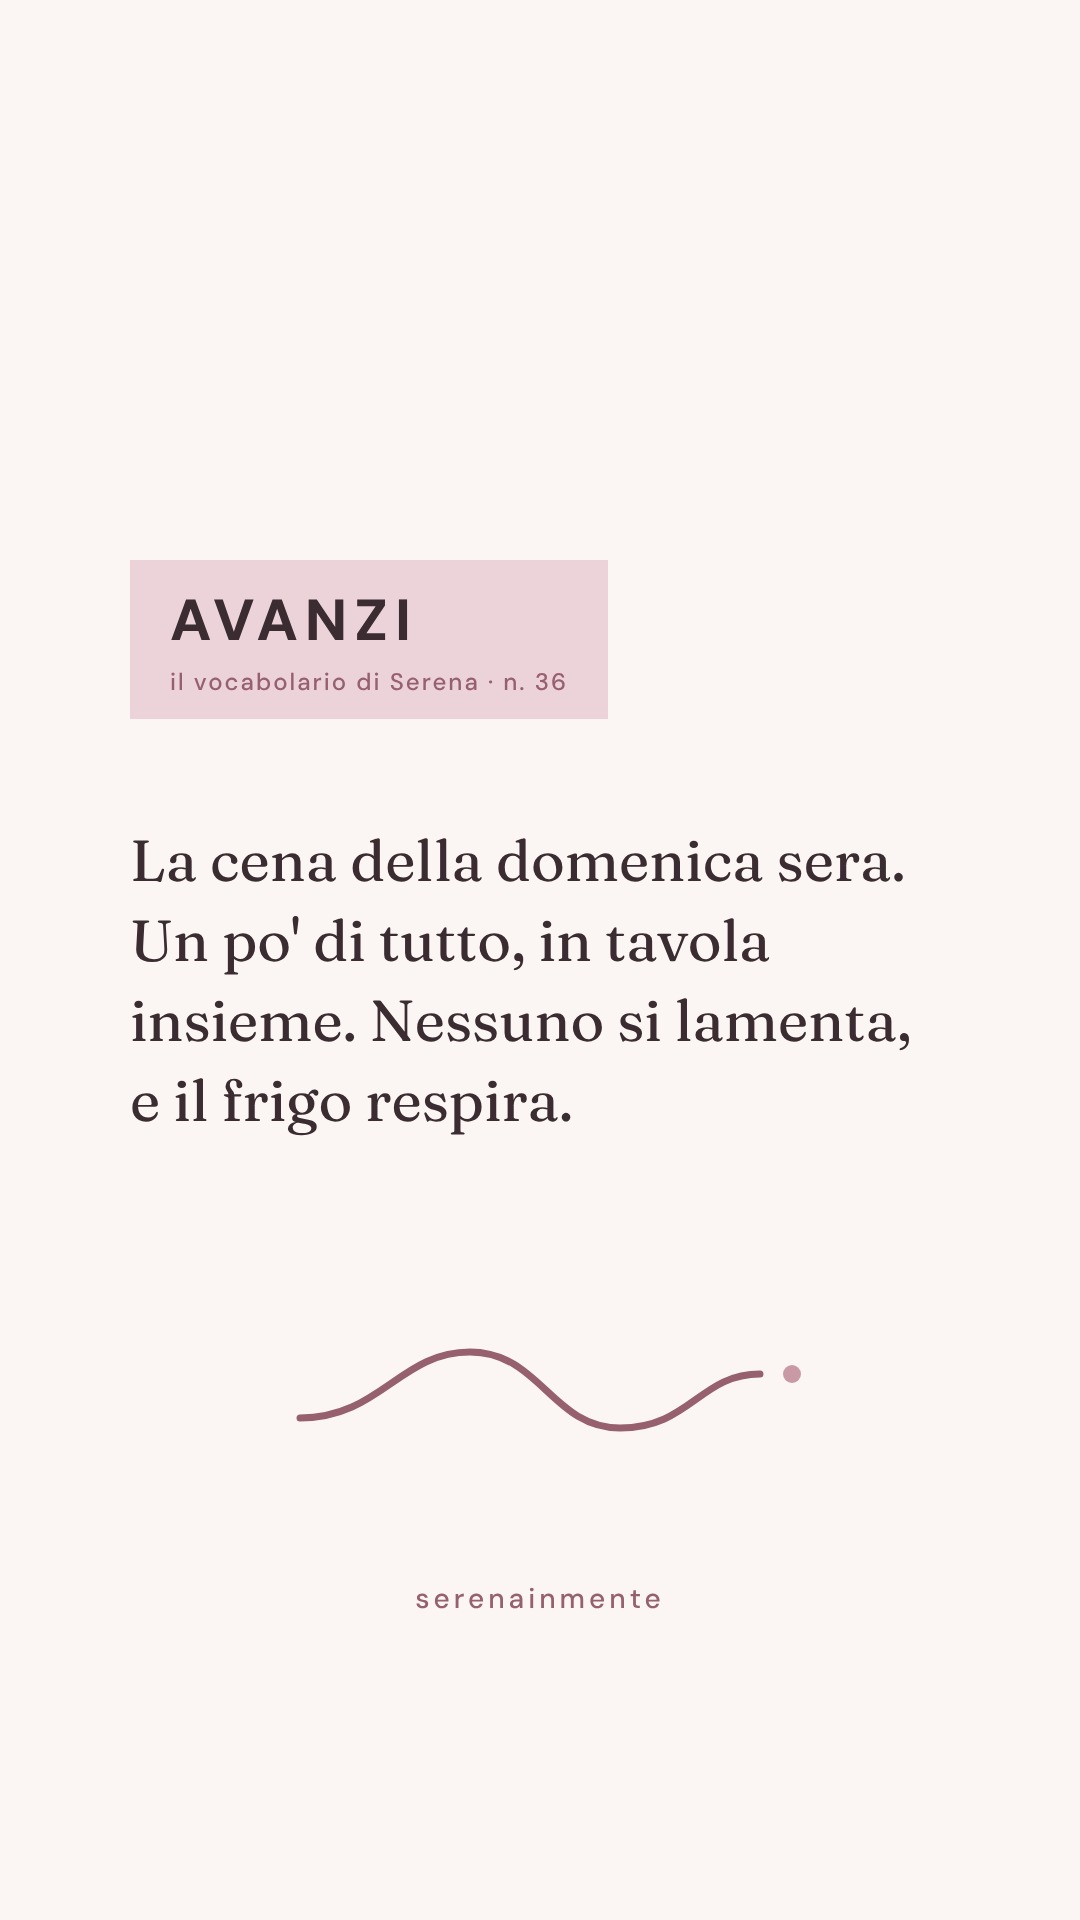 AVANZI
il vocabolario di Serena · n. 36
La cena della domenica sera.
Un po' di tutto, in tavola
insieme. Nessuno si lamenta,
e il frigo respira.
serenainmente